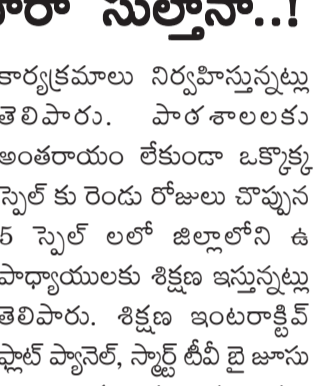 సుల్తానా..!
కార్యక్రమాలు నిర్వహిస్తున్నట్లు
తెలిపారు. పాఠశాలలకు
అంతరాయం లేకుండా ఒక్కొక్క
స్పెల్ కు రెండు రోజులు చొప్పున
5 స్పెల్ లలో జిల్లాలోని ఉ
పాధ్యాయులకు శిక్షణ ఇస్తున్నట్లు
తెలిపారు. శిక్షణ ఇంటరాక్టివ్
ఫ్లాట్ ప్యానెల్, స్మార్ట్ టీవీ బై జూసు